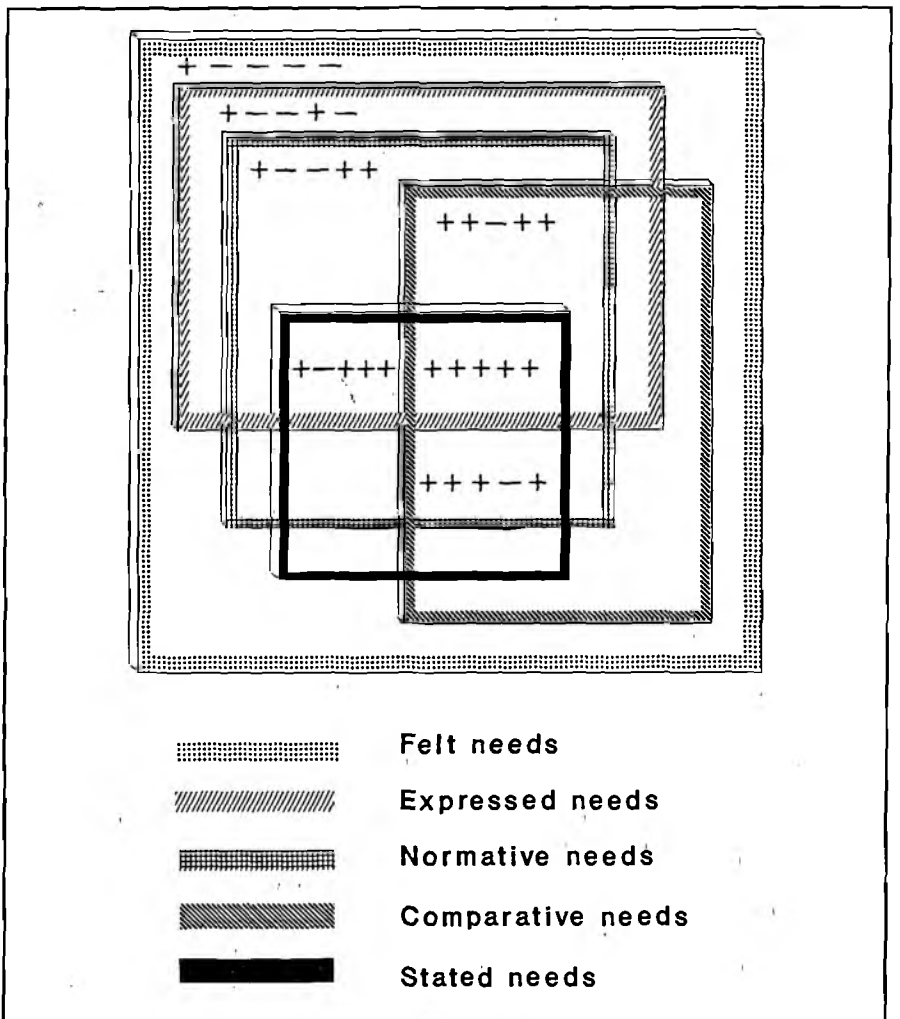 + − − − −
+ − − + −
+ − − + +
+ + − + +
+ − + + + + + + + +
+ + + − +
Felt needs
Expressed needs
Normative needs
Comparative needs
Stated needs